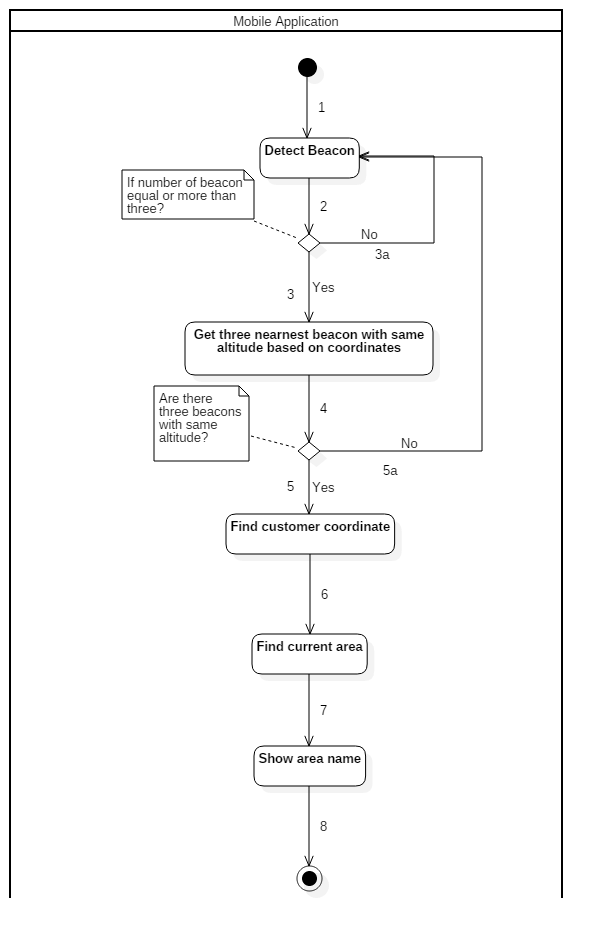 Mobile Application
1
Detect Beacon
If number of beacon
equal or more than
three?
2
No
3a
3
Yes
Get three nearnest beacon with same
altitude based on coordinates
Are there
three beacons
with same
altitude?
4
No
5a
5
Yes
Find customer coordinate
6
Find current area
7
Show area name
8